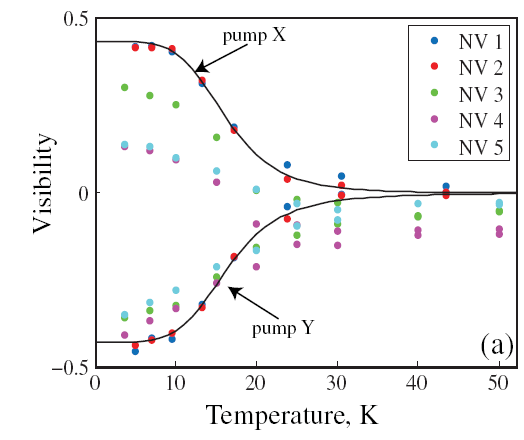 0.5
pump X
NV 1
NV 2
NV 3
NV 4
NV 5
Visibility
0
pump Y
(a)
−0.5
0 10 20 30 40 50
Temperature, K